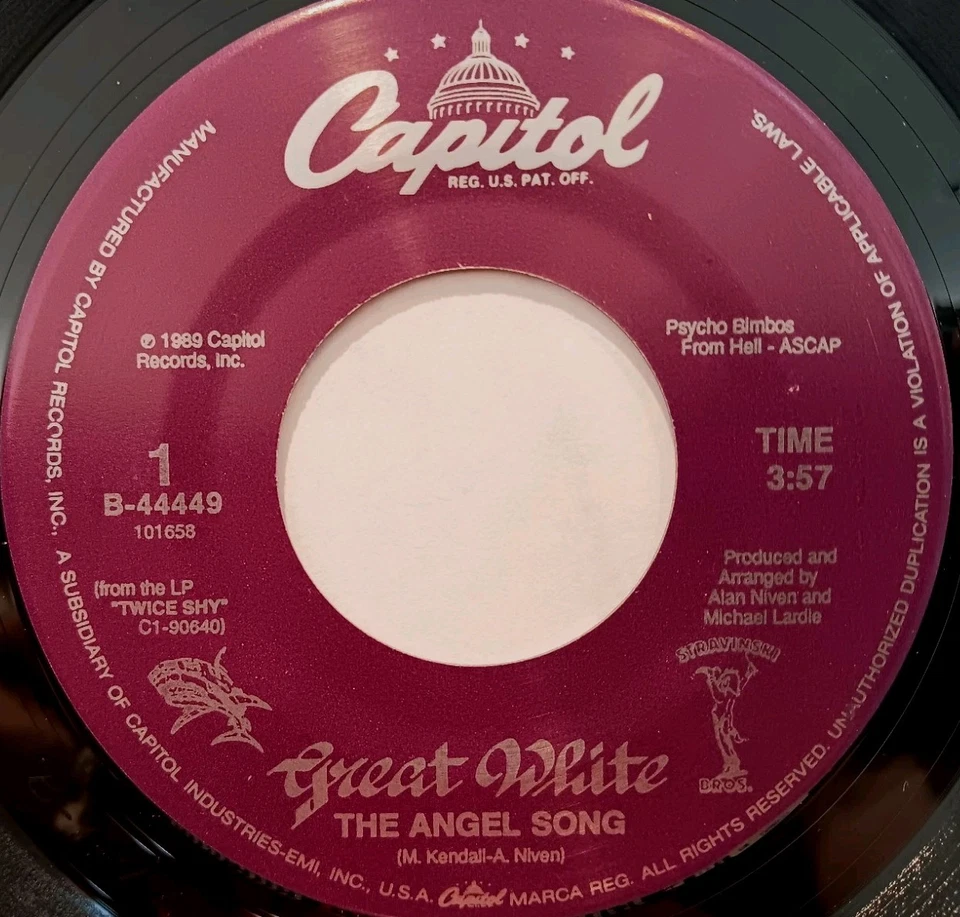 Capitol
REG. U.S. PAT. OFF.
MANUFACTURED BY CAPITOL RECORDS, INC., A SUBSIDIARY OF CAPITOL INDUSTRIES-EMI, INC., U.S.A. Capitol MARCA REG. ALL RIGHTS RESERVED. UNAUTHORIZED DUPLICATION IS A VIOLATION OF APPLICABLE LAWS.
℗ 1989 Capitol
Records, Inc.
Psycho Bimbos
From Hell - ASCAP
1
B-44449
101658
TIME
3:57
(from the LP
"TWICE SHY"
C1-90640)
Produced and
Arranged by
Alan Niven and
Michael Lardie
STRAVINSKI
BROS.
Great White
THE ANGEL SONG
(M. Kendall-A. Niven)